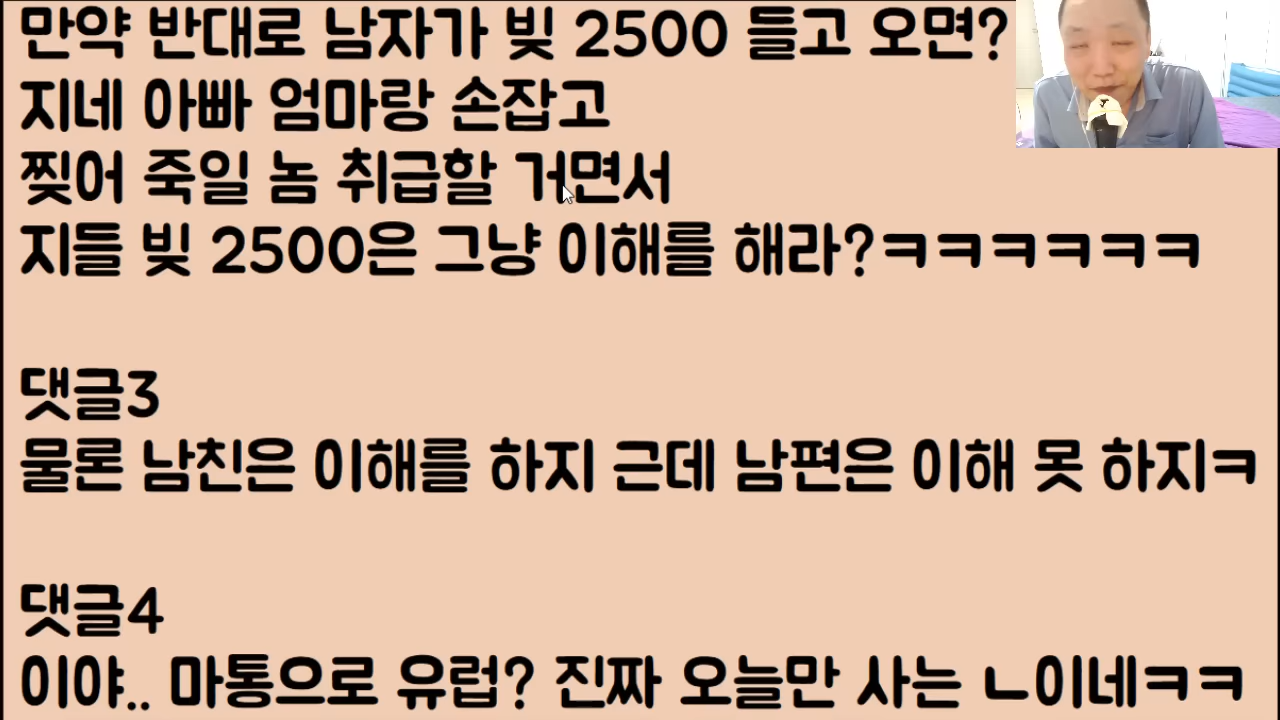 만약 반대로 남자가 빚 2500 들고 오면?
지네 아빠 엄마랑 손잡고
찢어 죽일 놈 취급할 거면서
지들 빚 2500은 그냥 이해를 해라?ㅋㅋㅋㅋㅋㅋ
댓글3
물론 남친은 이해를 하지 근데 남편은 이해 못 하지ㅋ
댓글4
이야.. 마통으로 유럽? 진짜 오늘만 사는 ㄴ이네ㅋㅋ